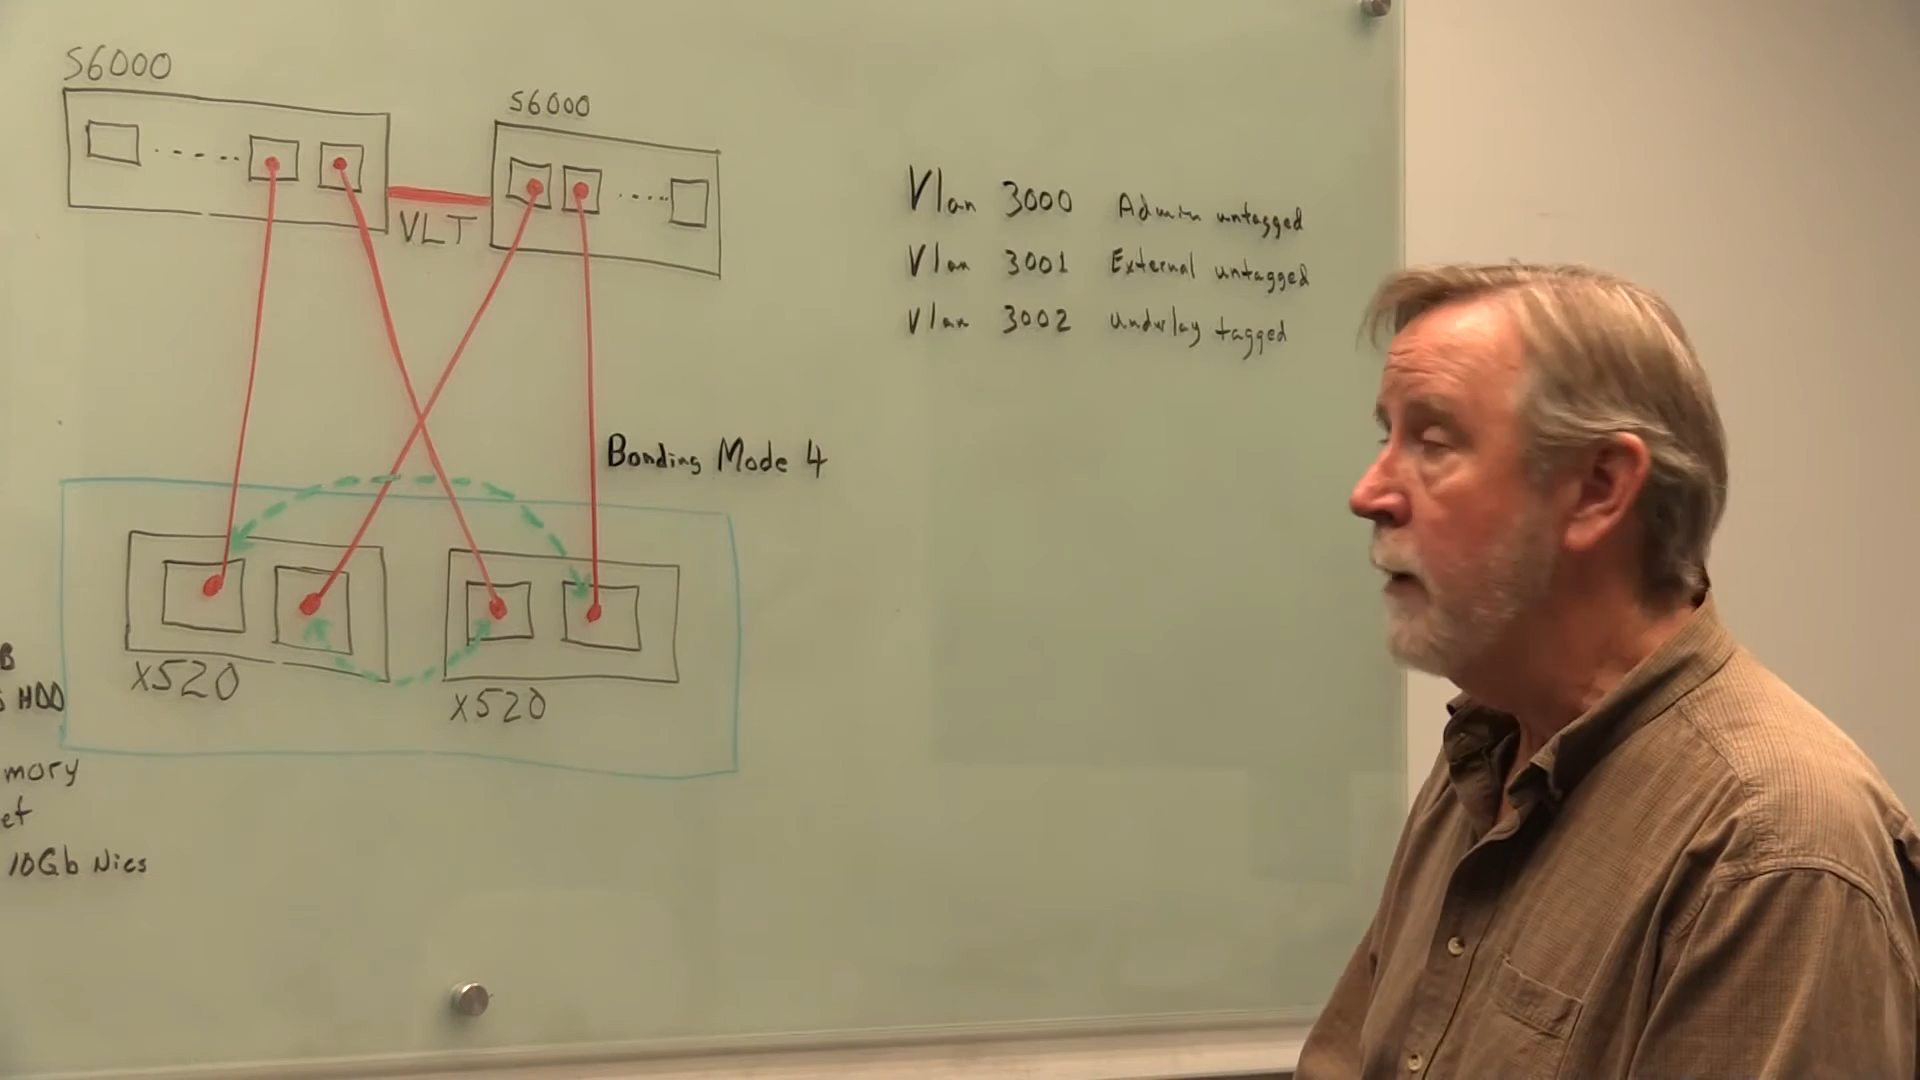 S6000
S6000
VLT
Vlan 3000 Admin untagged
Vlan 3001 External untagged
Vlan 3002 Underlay tagged
Bonding Mode 4
B
HDD
X520
X520
mory
et
10Gb Nics